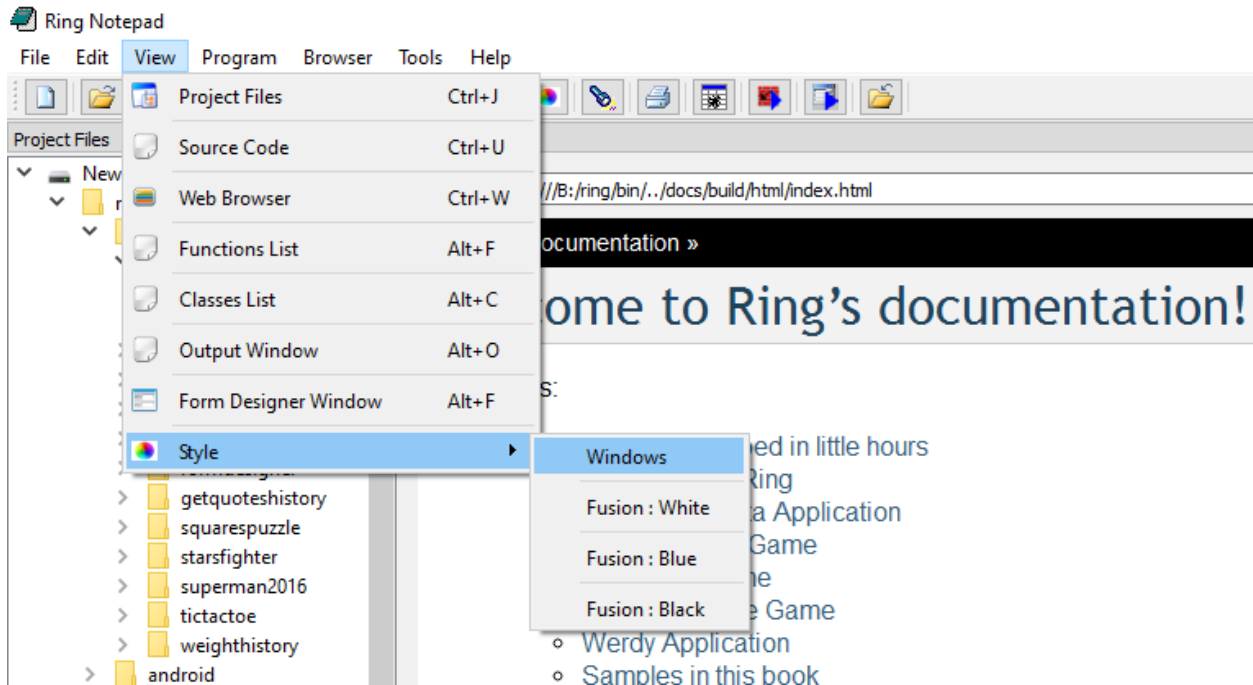 Ring Notepad
File Edit View Program Browser Tools Help
Project Files
New
Project Files Ctrl+J
Source Code Ctrl+U
Web Browser Ctrl+W
Functions List Alt+F
Classes List Alt+C
Output Window Alt+O
Form Designer Window Alt+F
Style
Windows
Fusion : White
Fusion : Blue
Fusion : Black
///B:/ring/bin/../docs/build/html/index.html
ocumentation »
ome to Ring's documentation!
s:
ed in little hours
Ring
a Application
Game
e
Game
Werdy Application
Samples in this book
getquoteshistory
squarespuzzle
starsfighter
superman2016
tictactoe
weighthistory
android